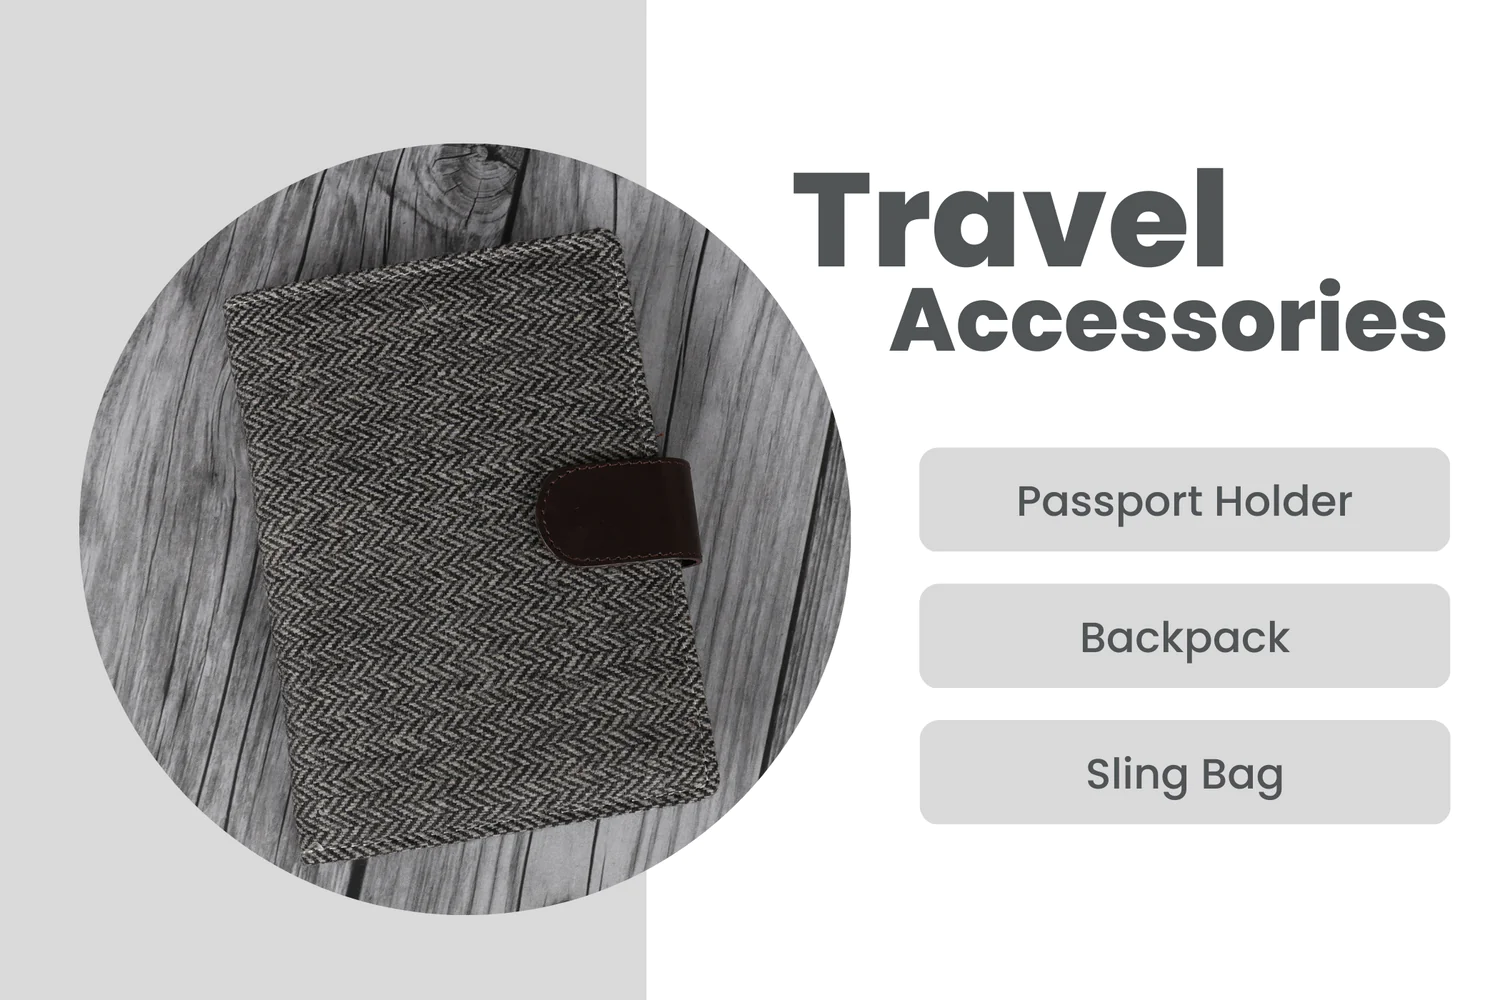 Travel
Accessories
Passport Holder
Backpack
Sling Bag